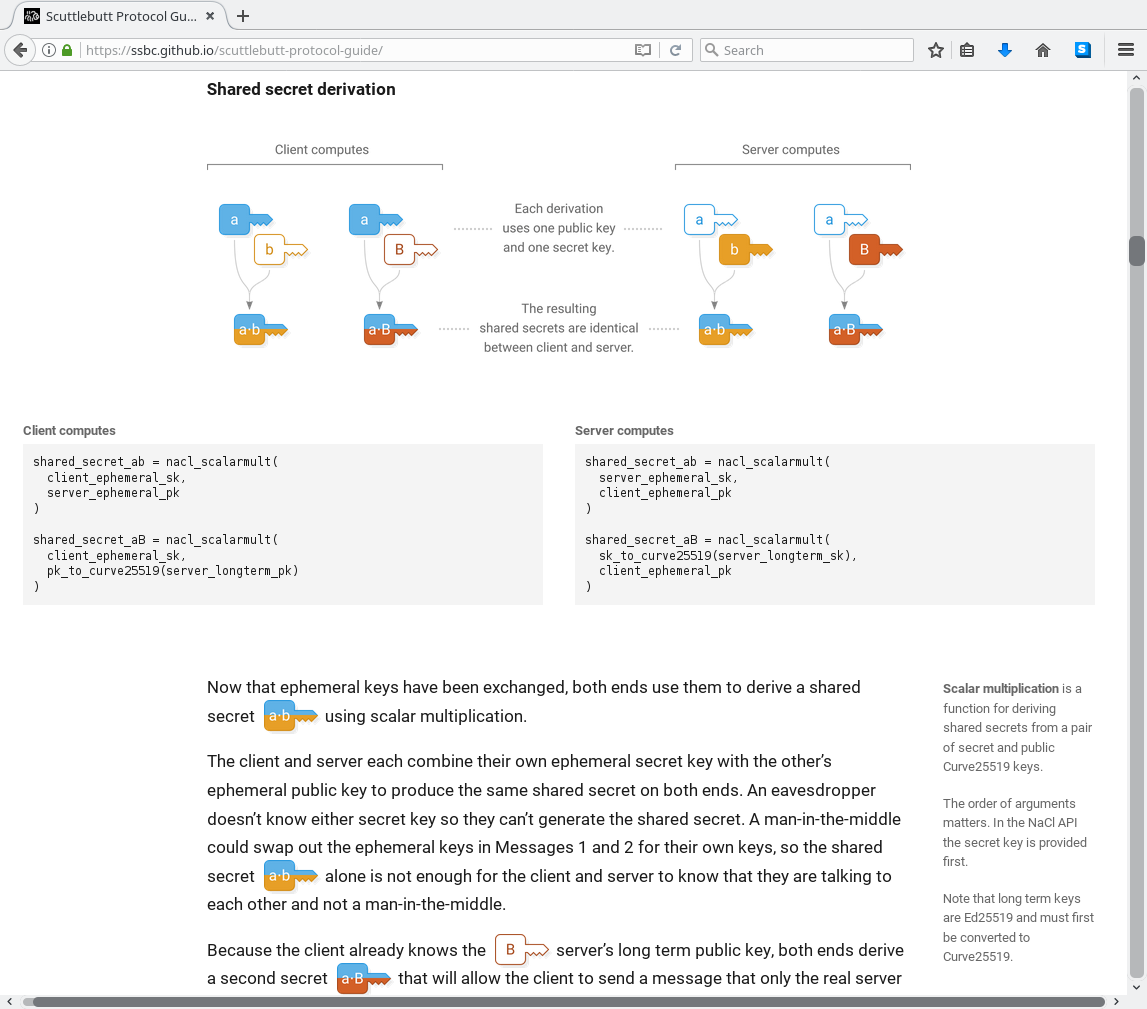 Scuttlebutt Protocol Gu...
https://ssbc.github.io/scuttlebutt-protocol-guide/
Search
S
Shared secret derivation
Client computes
Server computes
a
a
Each derivation
uses one public key
and one secret key.
a
a
b
B
b
B
a·b
a·B
The resulting
shared secrets are identical
between client and server.
a·b
a·B
Client computes
shared_secret_ab = nacl_scalarmult(
client_ephemeral_sk,
server_ephemeral_pk
)
shared_secret_aB = nacl_scalarmult(
client_ephemeral_sk,
pk_to_curve25519(server_longterm_pk)
)
Server computes
shared_secret_ab = nacl_scalarmult(
server_ephemeral_sk,
client_ephemeral_pk
)
shared_secret_aB = nacl_scalarmult(
sk_to_curve25519(server_longterm_sk),
client_ephemeral_pk
)
Now that ephemeral keys have been exchanged, both ends use them to derive a shared
secret a·b using scalar multiplication.
The client and server each combine their own ephemeral secret key with the other’s
ephemeral public key to produce the same shared secret on both ends. An eavesdropper
doesn’t know either secret key so they can’t generate the shared secret. A man-in-the-middle
could swap out the ephemeral keys in Messages 1 and 2 for their own keys, so the shared
secret a·b alone is not enough for the client and server to know that they are talking to
each other and not a man-in-the-middle.
Because the client already knows the B server’s long term public key, both ends derive
a second secret a·B that will allow the client to send a message that only the real server
Scalar multiplication is a
function for deriving
shared secrets from a pair
of secret and public
Curve25519 keys.
The order of arguments
matters. In the NaCl API
the secret key is provided
first.
Note that long term keys
are Ed25519 and must first
be converted to
Curve25519.